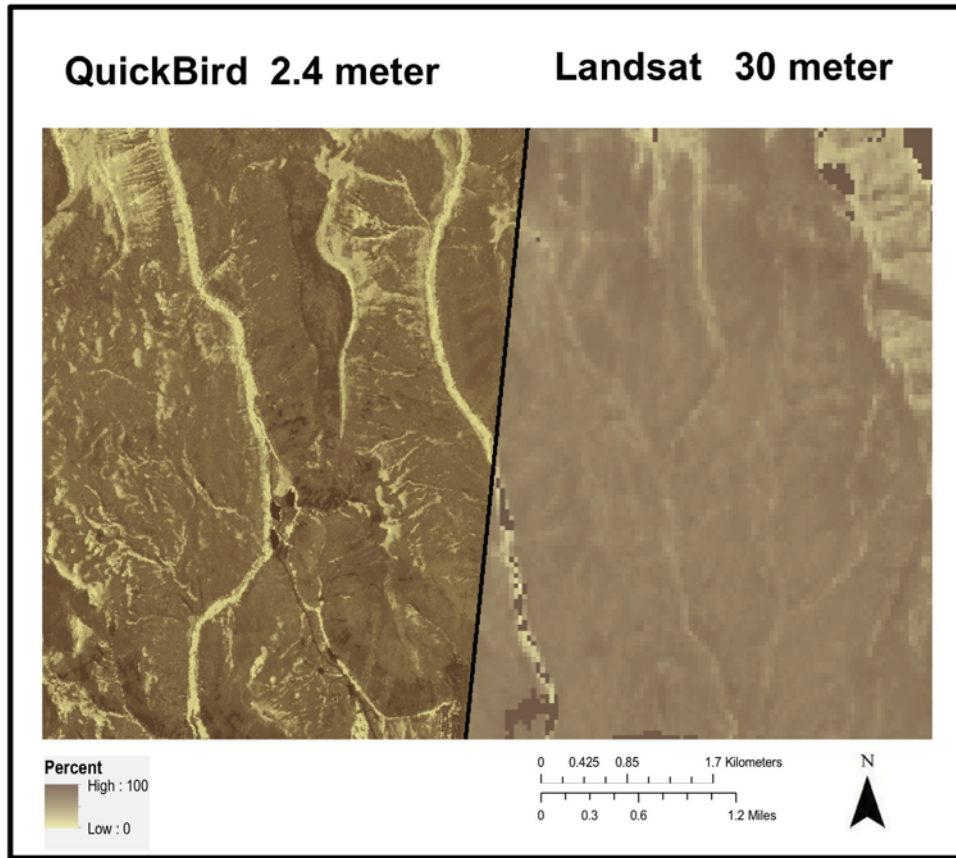 QuickBird 2.4 meter
Landsat 30 meter
Percent
High : 100
Low : 0
0 0.425 0.85 1.7 Kilometers
0 0.3 0.6 1.2 Miles
N